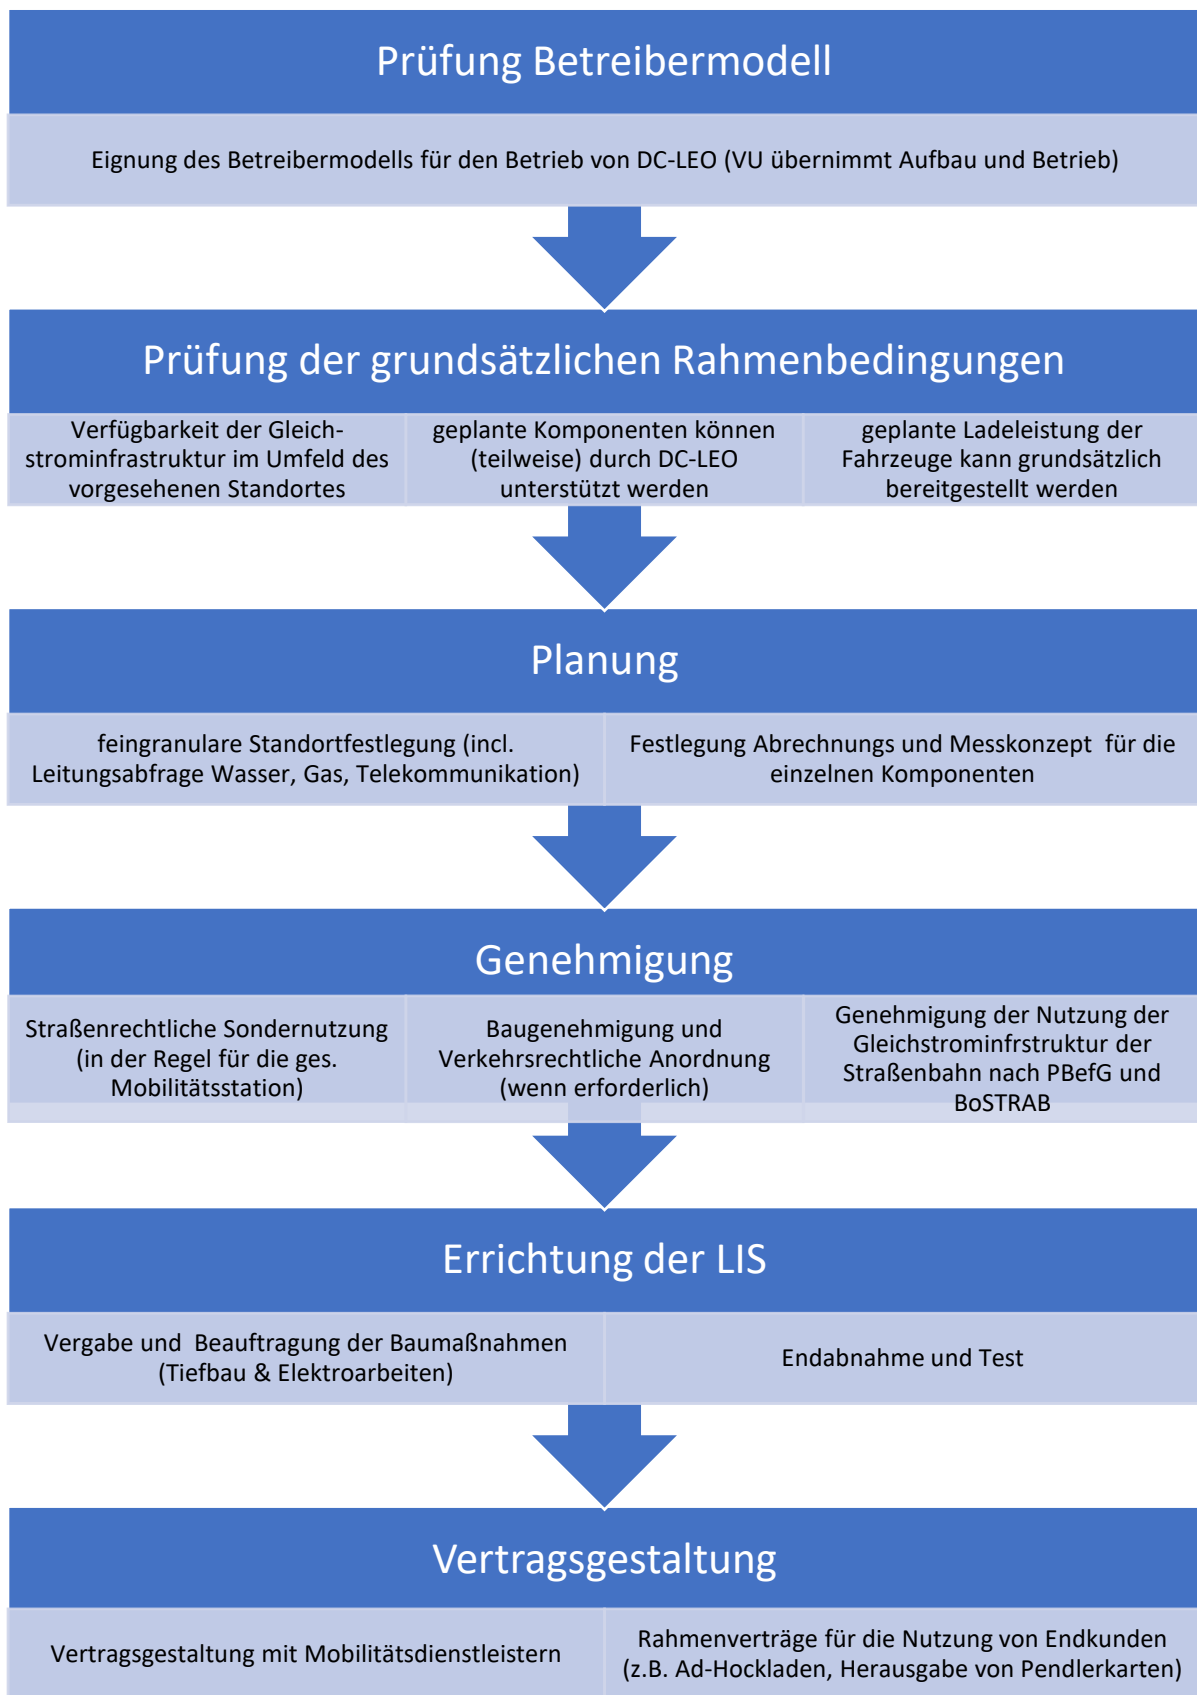 Prüfung Betreibermodell
Eignung des Betreibermodells für den Betrieb von DC-LEO (VU übernimmt Aufbau und Betrieb)
Prüfung der grundsätzlichen Rahmenbedingungen
Verfügbarkeit der Gleich-
strominfrastruktur im Umfeld des
vorgesehenen Standortes
geplante Komponenten können
(teilweise) durch DC-LEO
unterstützt werden
geplante Ladeleistung der
Fahrzeuge kann grundsätzlich
bereitgestellt werden
Planung
feingranulare Standortfestlegung (incl.
Leitungsabfrage Wasser, Gas, Telekommunikation)
Festlegung Abrechnungs und Messkonzept  für die
einzelnen Komponenten
Genehmigung
Straßenrechtliche Sondernutzung
(in der Regel für die ges.
Mobilitätsstation)
Baugenehmigung und
Verkehrsrechtliche Anordnung
(wenn erforderlich)
Genehmigung der Nutzung der
Gleichstrominfrstruktur der
Straßenbahn nach PBefG und
BoSTRAB
Errichtung der LIS
Vergabe und  Beauftragung der Baumaßnahmen
(Tiefbau & Elektroarbeiten)
Endabnahme und Test
Vertragsgestaltung
Vertragsgestaltung mit Mobilitätsdienstleistern
Rahmenverträge für die Nutzung von Endkunden
(z.B. Ad-Hockladen, Herausgabe von Pendlerkarten)